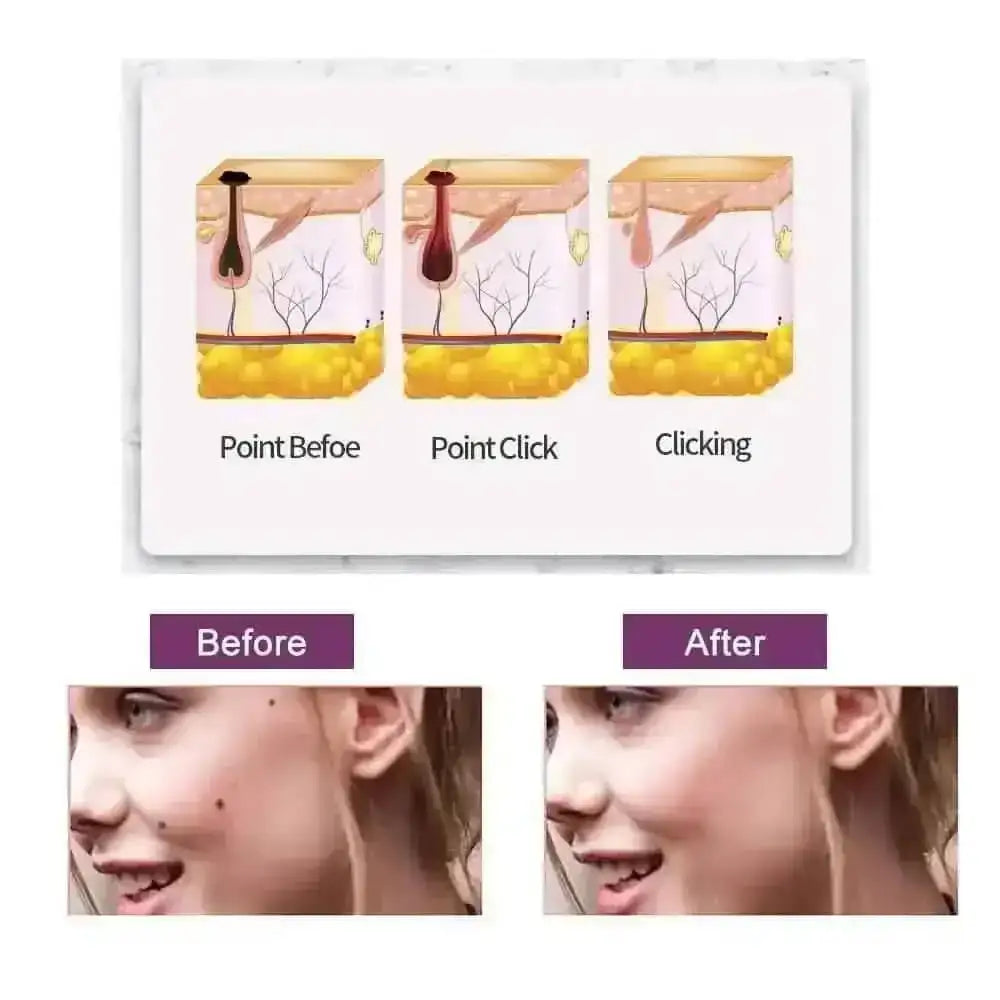 Point Befoe
Point Click
Clicking
Before
After